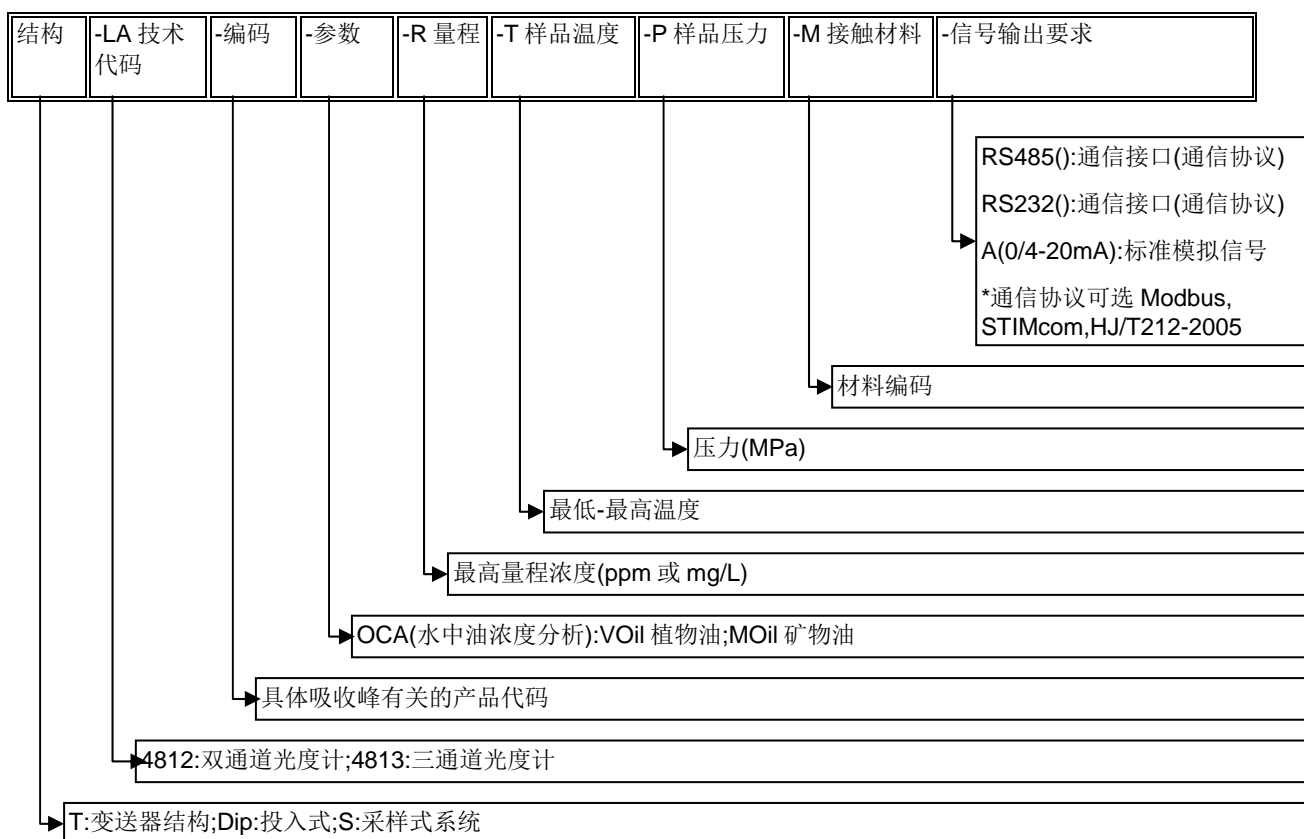 结构
-LA 技术
代码
-编码
-参数
-R 量程
-T 样品温度
-P 样品压力
-M 接触材料
-信号输出要求
RS485():通信接口(通信协议)
RS232():通信接口(通信协议)
A(0/4-20mA):标准模拟信号
*通信协议可选 Modbus,
STIMcom,HJ/T212-2005
材料编码
压力(MPa)
最低-最高温度
最高量程浓度(ppm 或 mg/L)
OCA(水中油浓度分析):VOil 植物油;MOil 矿物油
具体吸收峰有关的产品代码
4812:双通道光度计;4813:三通道光度计
T:变送器结构;Dip:投入式;S:采样式系统